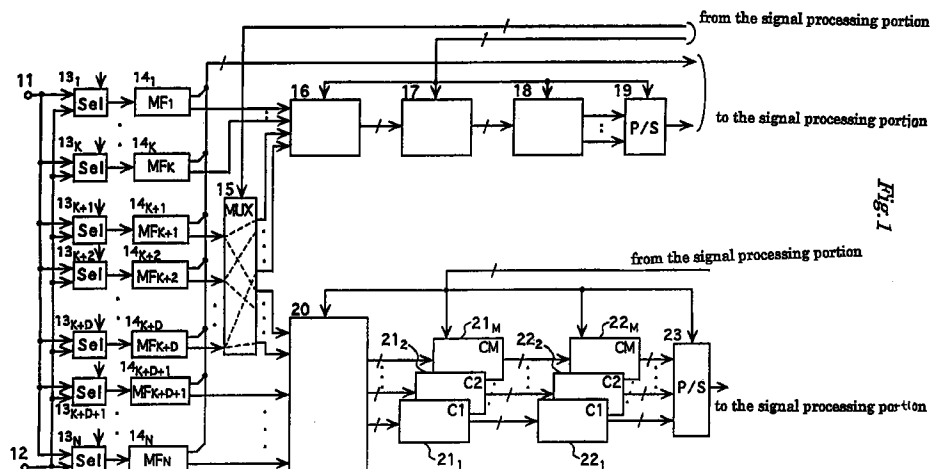 from the signal processing portion
11
13₁
14₁
Sel
MF₁
16
17
18
19
P/S
to the signal processing portion
13K
14K
Sel
MFK
15
MUX
13K+1
14K+1
Sel
MFK+1
13K+2
14K+2
Sel
MFK+2
Fig.1
from the signal processing portion
20
13K+D
14K+D
Sel
MFK+D
21₂
21M
CM
C2
C1
22₂
22M
CM
C2
C1
23
P/S
to the signal processing portion
14K+D+1
Sel
MFK+D+1
13K+D+1
13N
14N
12
Sel
MFN
21₁
22₁